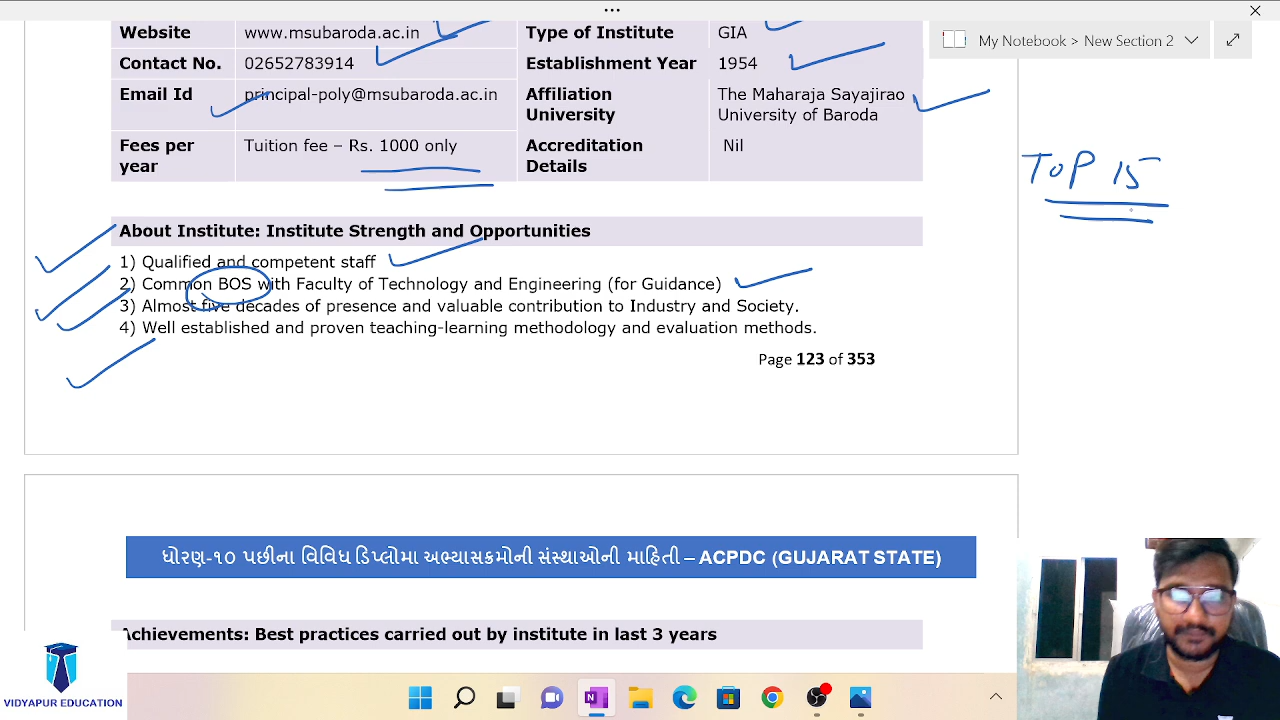 Website www.msubaroda.ac.in Type of Institute GIA
My Notebook > New Section 2
Contact No. 02652783914 Establishment Year 1954
Email Id principal-poly@msubaroda.ac.in Affiliation University The Maharaja Sayajirao University of Baroda
Fees per year Tuition fee – Rs. 1000 only Accreditation Details Nil
TOP 15
About Institute: Institute Strength and Opportunities
1) Qualified and competent staff
2) Common BOS with Faculty of Technology and Engineering (for Guidance)
3) Almost five decades of presence and valuable contribution to Industry and Society.
4) Well established and proven teaching-learning methodology and evaluation methods.
Page 123 of 353
ધોરણ-૧૦ પછીના વિવિધ ડિપ્લોમા અભ્યાસક્રમોની સંસ્થાઓની માહિતી – ACPDC (GUJARAT STATE)
Achievements: Best practices carried out by institute in last 3 years
VIDYAPUR EDUCATION